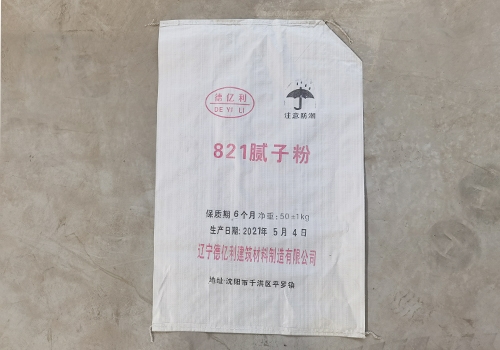 德亿利
DE YI LI
注意防潮
821腻子粉
保质期 6个月 净重:50±1kg
生产日期:2021年 5月 4日
辽宁德亿利建筑材料制造有限公司
地址:沈阳市于洪区平罗镇